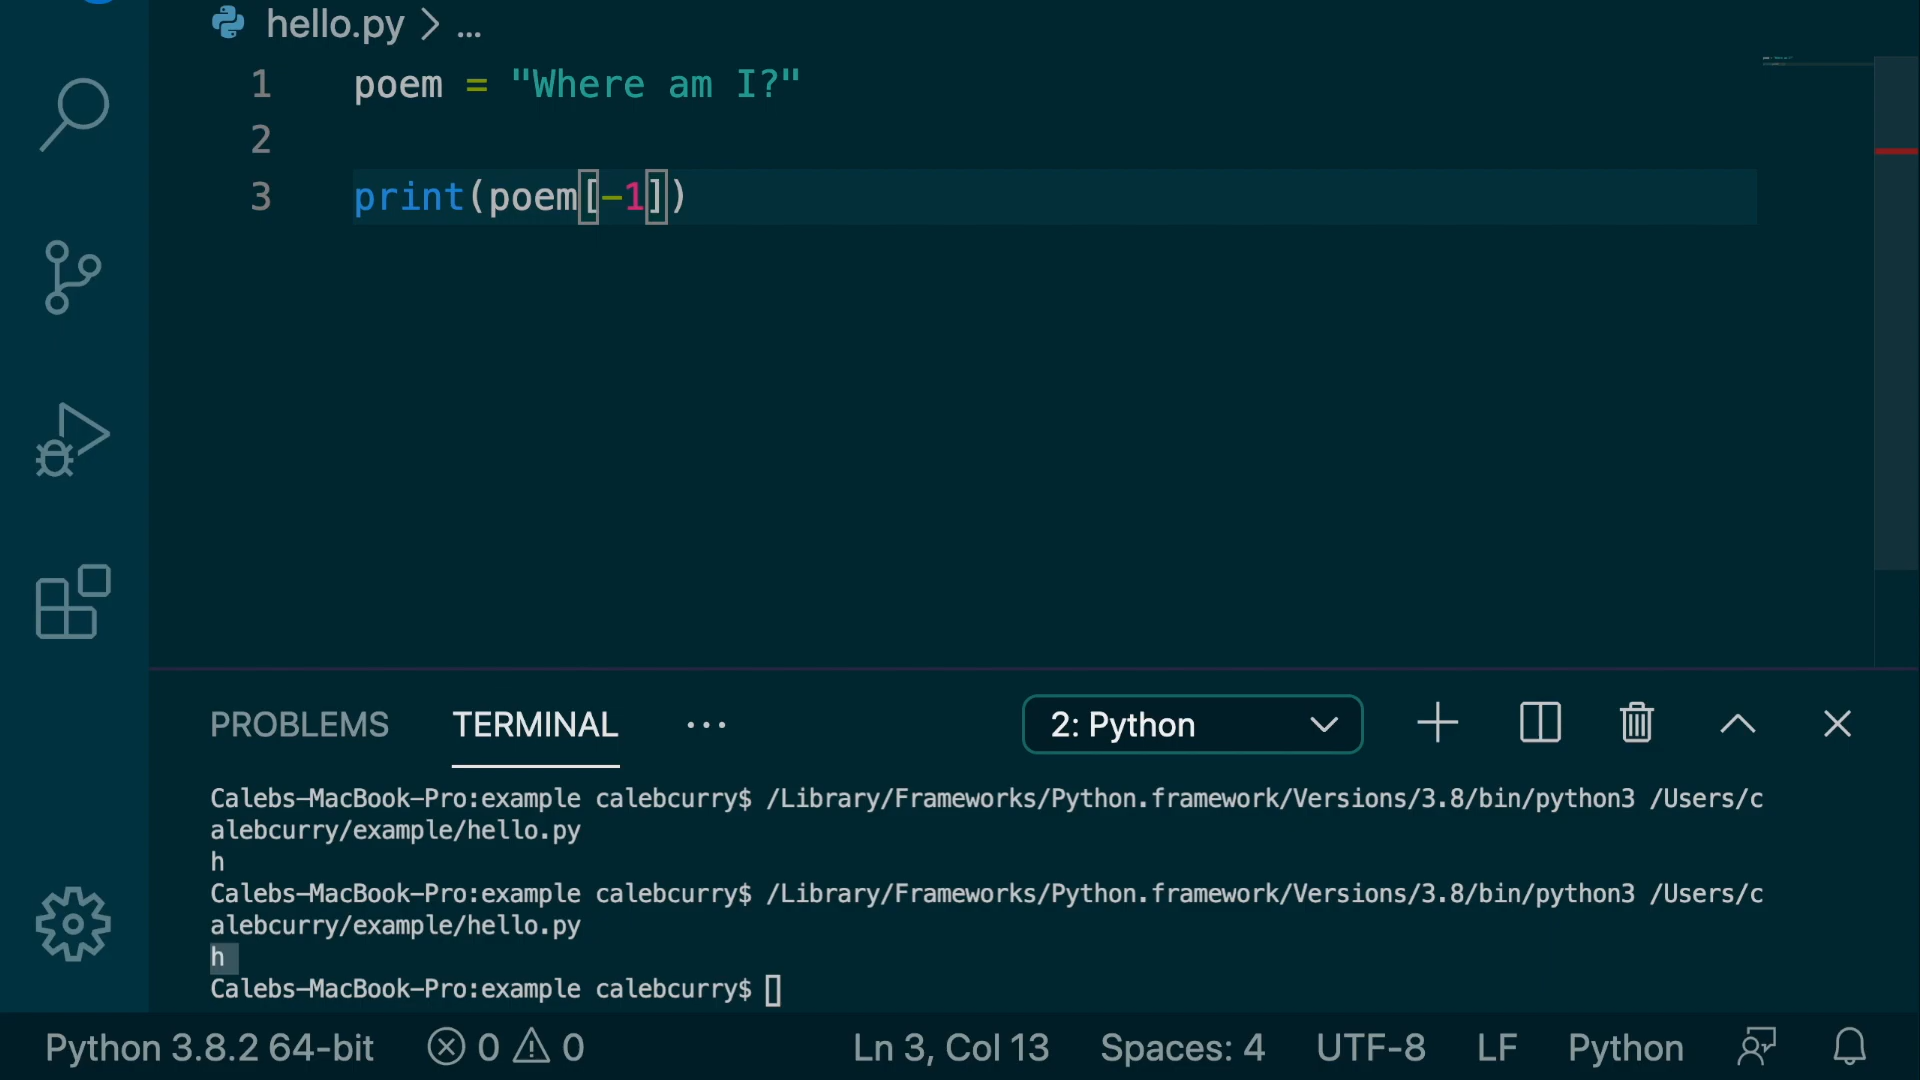 hello.py > ...
1 poem = "Where am I?"
2
3 print(poem[-1])
PROBLEMS TERMINAL ... 2: Python
Calebs-MacBook-Pro:example calebcurry$ /Library/Frameworks/Python.framework/Versions/3.8/bin/python3 /Users/c
alebcurry/example/hello.py
h
Calebs-MacBook-Pro:example calebcurry$ /Library/Frameworks/Python.framework/Versions/3.8/bin/python3 /Users/c
alebcurry/example/hello.py
h
Calebs-MacBook-Pro:example calebcurry$
Python 3.8.2 64-bit 0 0 Ln 3, Col 13 Spaces: 4 UTF-8 LF Python